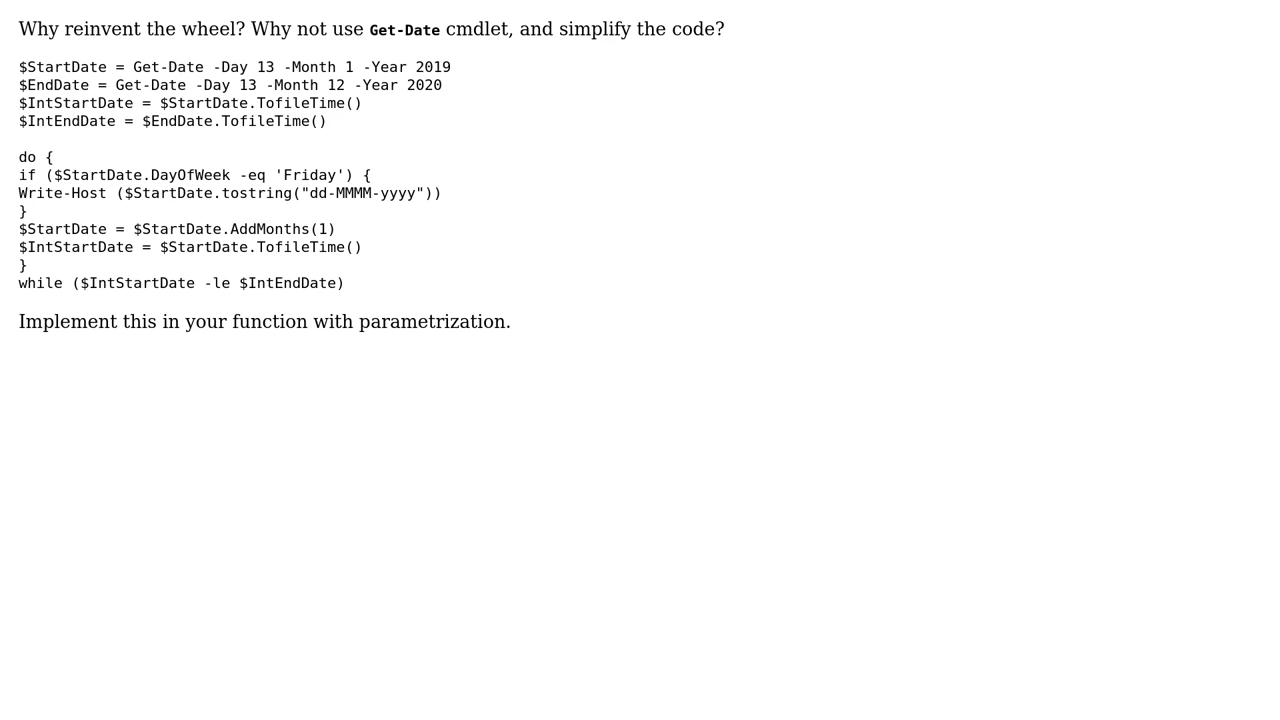 Why reinvent the wheel? Why not use Get-Date cmdlet, and simplify the code?
$StartDate = Get-Date -Day 13 -Month 1 -Year 2019
$EndDate = Get-Date -Day 13 -Month 12 -Year 2020
$IntStartDate = $StartDate.TofileTime()
$IntEndDate = $EndDate.TofileTime()
do {
if ($StartDate.DayOfWeek -eq 'Friday') {
Write-Host ($StartDate.tostring("dd-MMMM-yyyy"))
}
$StartDate = $StartDate.AddMonths(1)
$IntStartDate = $StartDate.TofileTime()
}
while ($IntStartDate -le $IntEndDate)
Implement this in your function with parametrization.